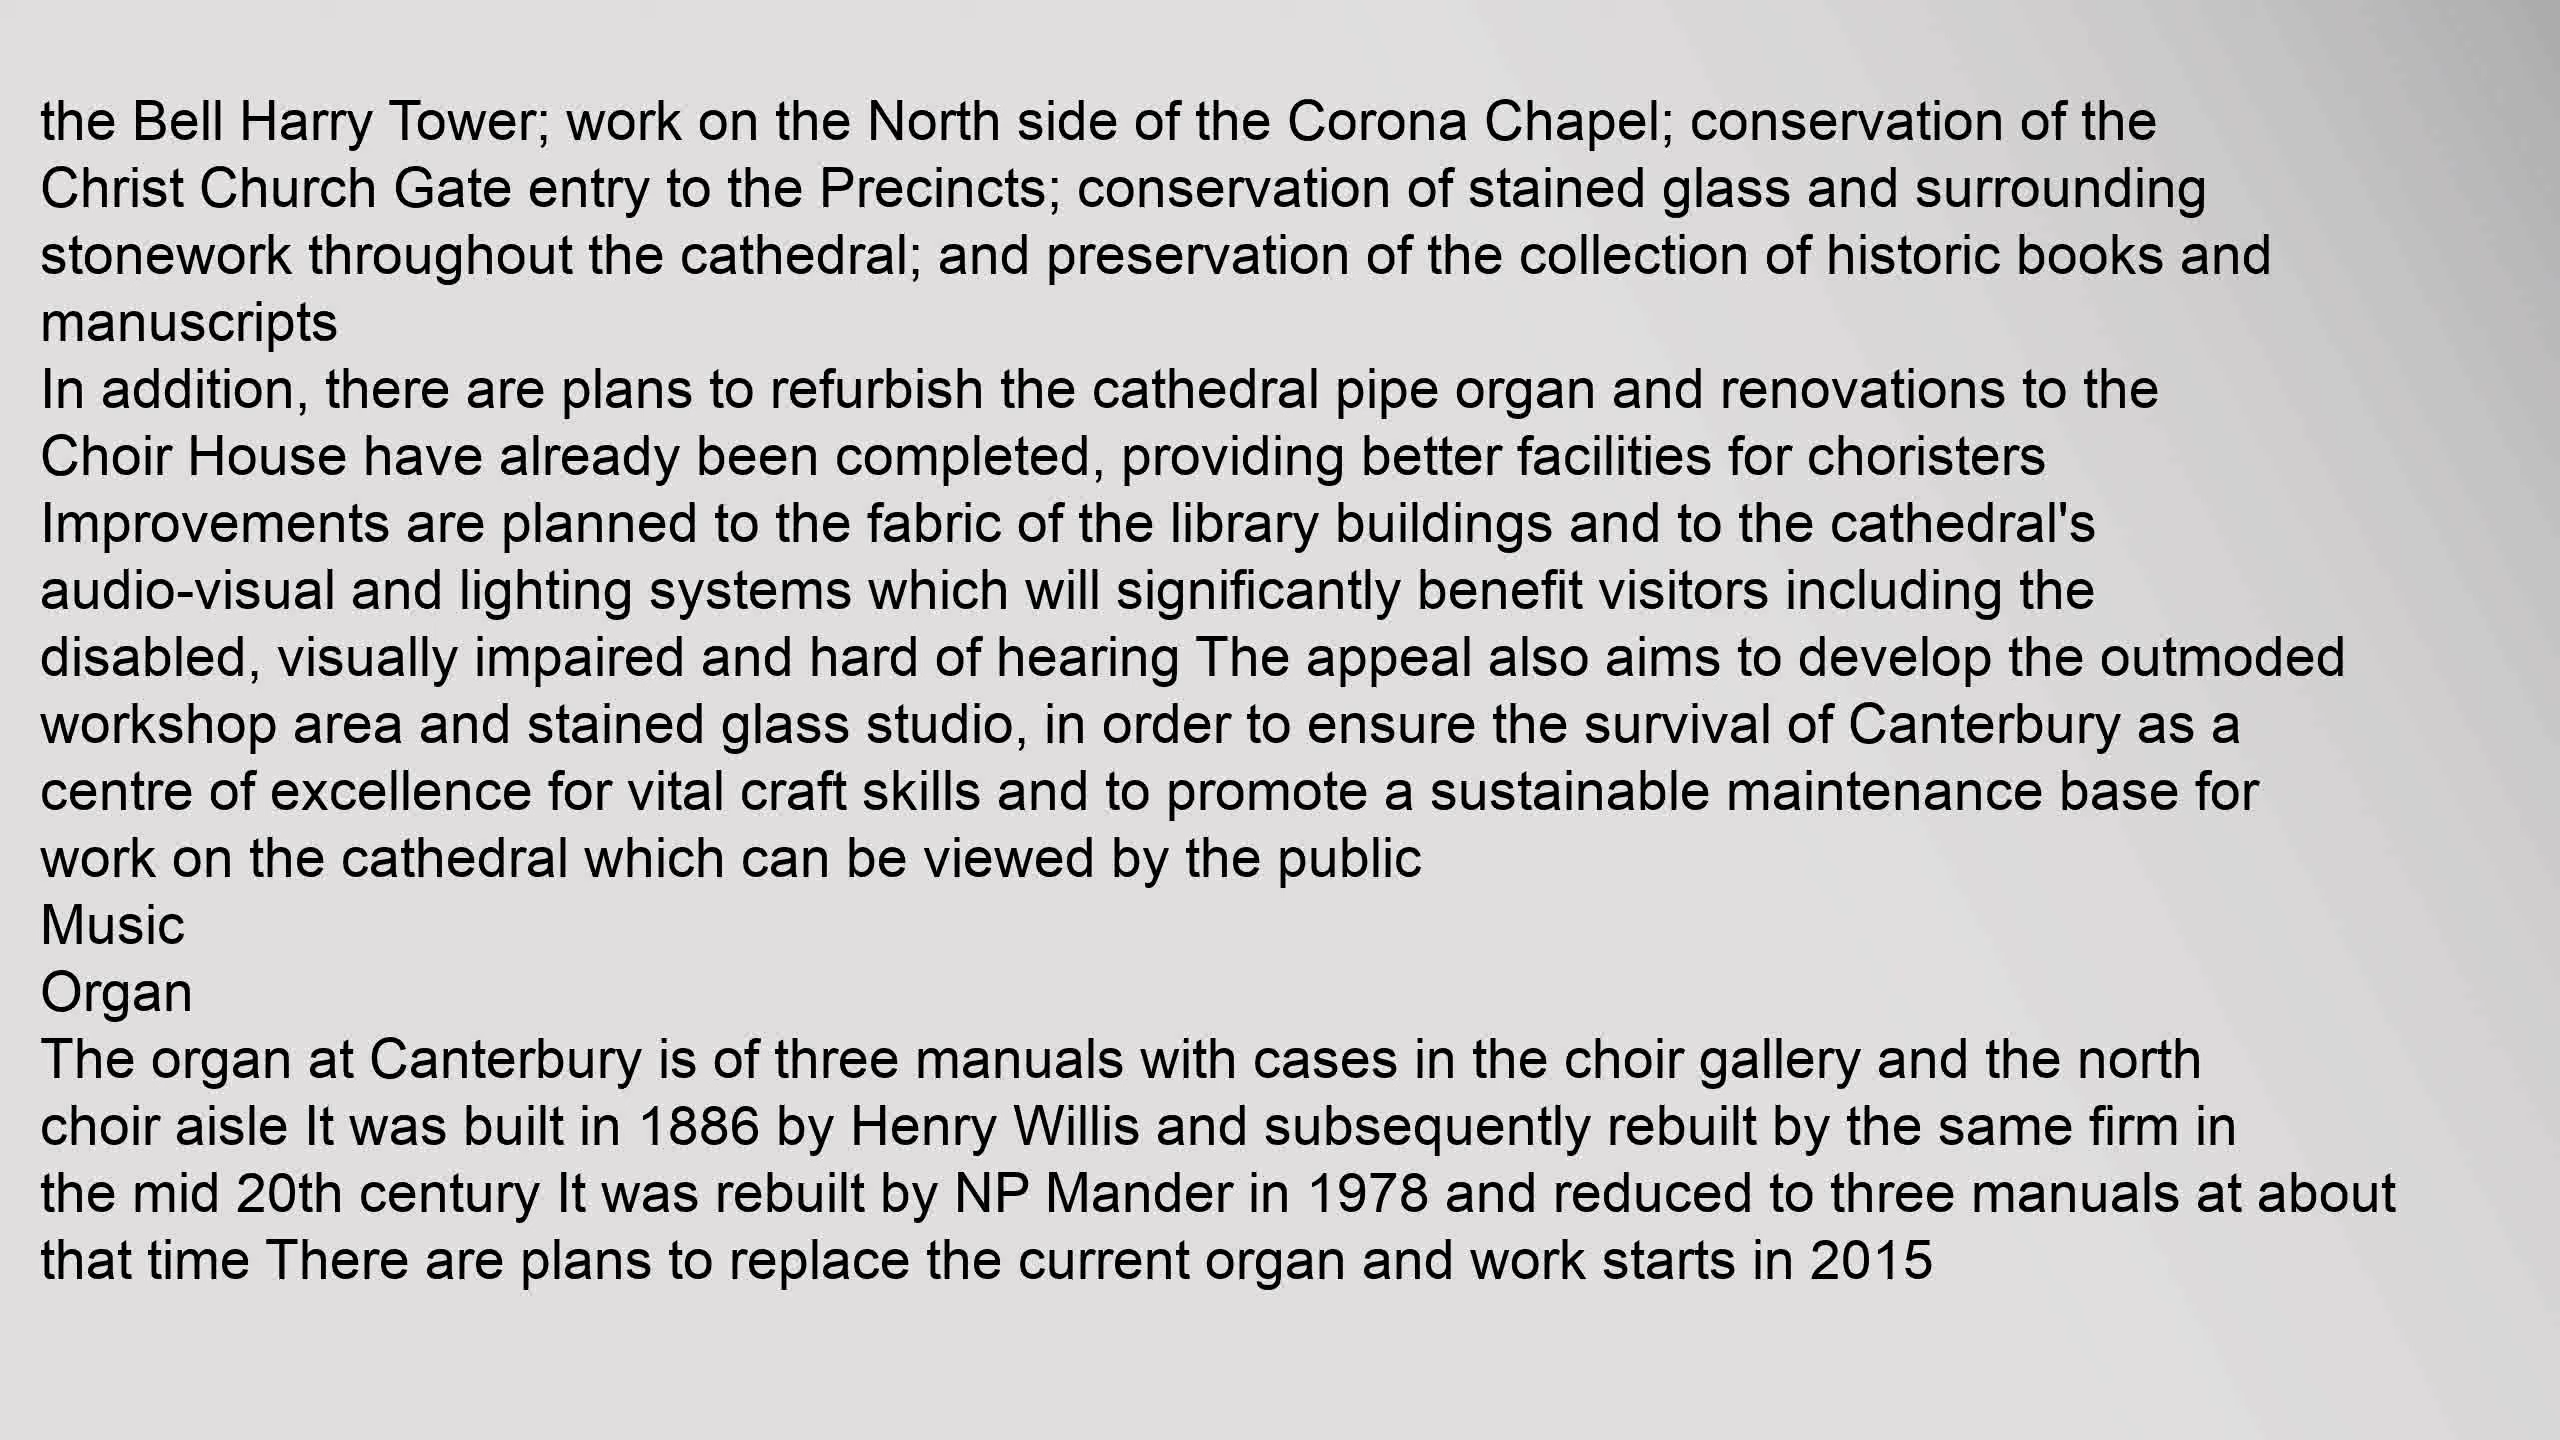 the Bell Harry Tower; work on the North side of the Corona Chapel; conservation of the
Christ Church Gate entry to the Precincts; conservation of stained glass and surrounding
stonework throughout the cathedral; and preservation of the collection of historic books and
manuscripts
In addition, there are plans to refurbish the cathedral pipe organ and renovations to the
Choir House have already been completed, providing better facilities for choristers
Improvements are planned to the fabric of the library buildings and to the cathedral's
audio-visual and lighting systems which will significantly benefit visitors including the
disabled, visually impaired and hard of hearing The appeal also aims to develop the outmoded
workshop area and stained glass studio, in order to ensure the survival of Canterbury as a
centre of excellence for vital craft skills and to promote a sustainable maintenance base for
work on the cathedral which can be viewed by the public
Music
Organ
The organ at Canterbury is of three manuals with cases in the choir gallery and the north
choir aisle It was built in 1886 by Henry Willis and subsequently rebuilt by the same firm in
the mid 20th century It was rebuilt by NP Mander in 1978 and reduced to three manuals at about
that time There are plans to replace the current organ and work starts in 2015